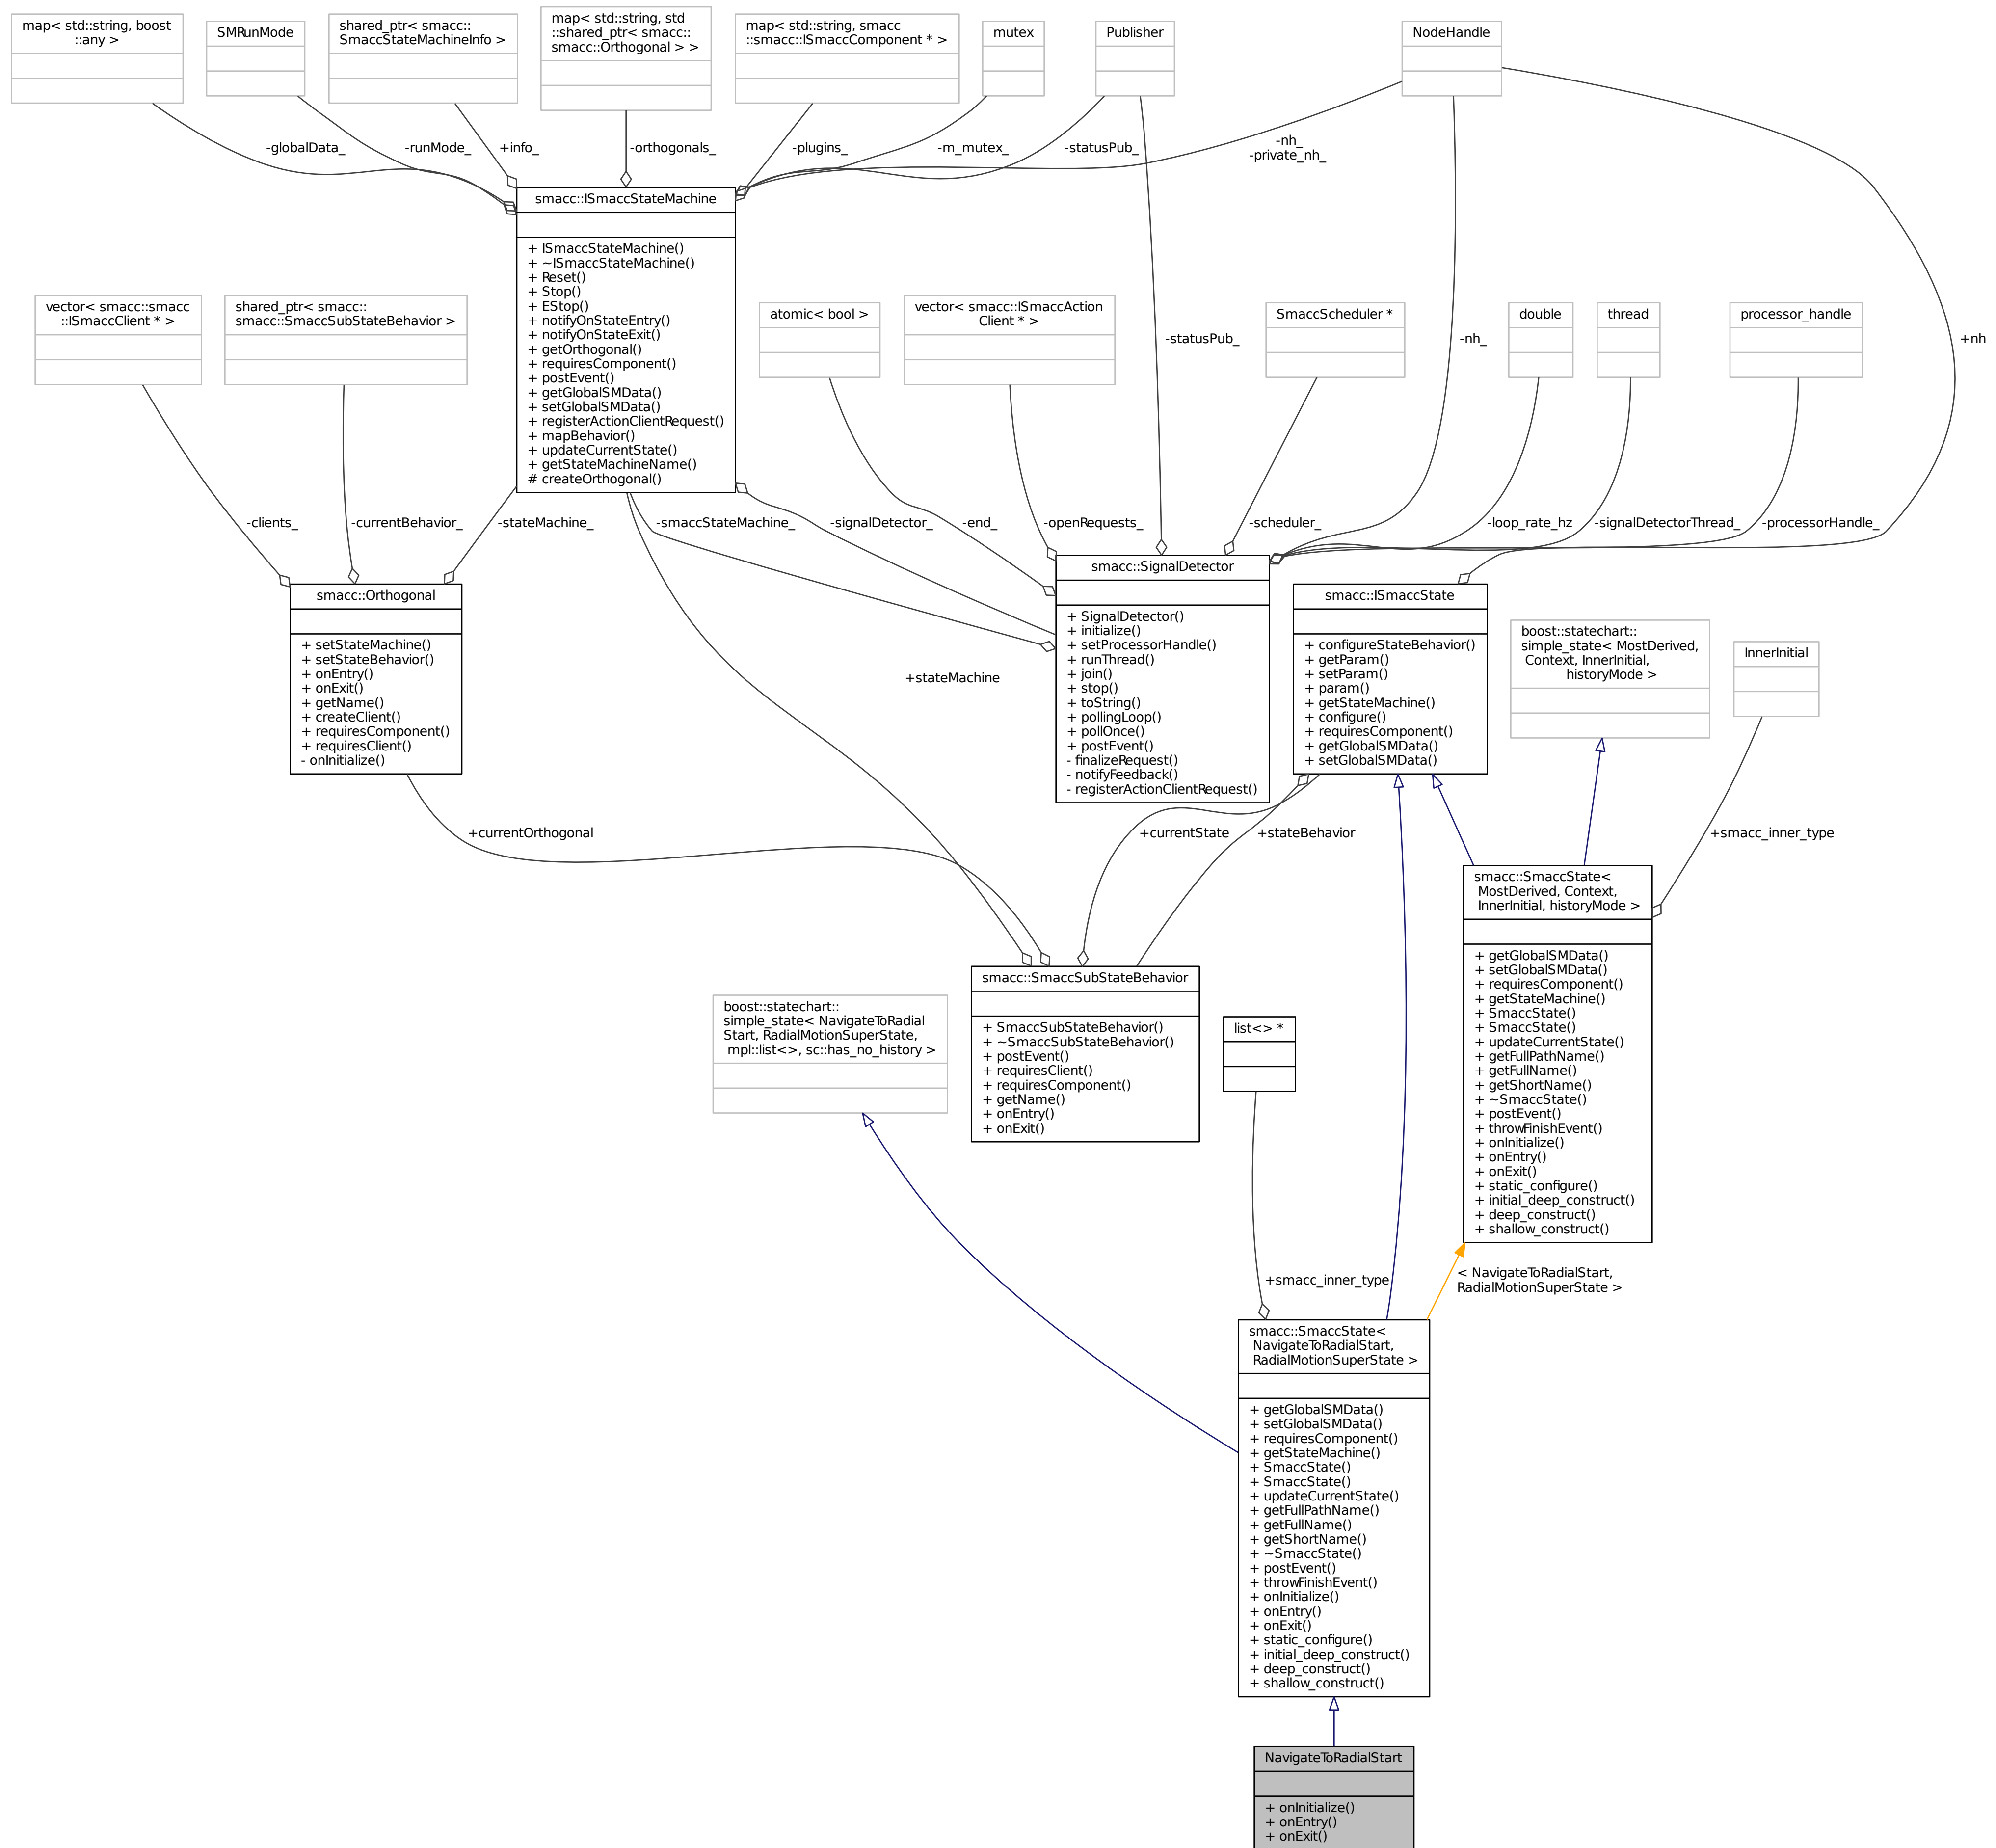 map< std::string, boost
::any >
SMRunMode
shared_ptr< smacc::
SmaccStateMachineInfo >
map< std::string, std
::shared_ptr< smacc::
smacc::Orthogonal > >
map< std::string, smacc
::smacc::ISmaccComponent * >
mutex
Publisher
NodeHandle
-globalData_
-runMode_
+info_
-orthogonals_
-plugins_
-m_mutex_
-statusPub_
-nh_
-private_nh_
smacc::ISmaccStateMachine
+ ISmaccStateMachine()
+ ~ISmaccStateMachine()
+ Reset()
+ Stop()
+ EStop()
+ notifyOnStateEntry()
+ notifyOnStateExit()
+ getOrthogonal()
+ requiresComponent()
+ postEvent()
+ getGlobalSMData()
+ setGlobalSMData()
+ registerActionClientRequest()
+ mapBehavior()
+ updateCurrentState()
+ getStateMachineName()
# createOrthogonal()
vector< smacc::smacc
::ISmaccClient * >
shared_ptr< smacc::
smacc::SmaccSubStateBehavior >
atomic< bool >
vector< smacc::ISmaccAction
Client * >
SmaccScheduler *
double
thread
processor_handle
-statusPub_
-nh_
+nh
-clients_
-currentBehavior_
-stateMachine_
-smaccStateMachine_
-signalDetector_
-end_
-openRequests_
-scheduler_
-loop_rate_hz
-signalDetectorThread_
-processorHandle_
smacc::Orthogonal
+ setStateMachine()
+ setStateBehavior()
+ onEntry()
+ onExit()
+ getName()
+ createClient()
+ requiresComponent()
+ requiresClient()
- onInitialize()
smacc::SignalDetector
+ SignalDetector()
+ initialize()
+ setProcessorHandle()
+ runThread()
+ join()
+ stop()
+ toString()
+ pollingLoop()
+ pollOnce()
+ postEvent()
- finalizeRequest()
- notifyFeedback()
- registerActionClientRequest()
smacc::ISmaccState
+ configureStateBehavior()
+ getParam()
+ setParam()
+ param()
+ getStateMachine()
+ configure()
+ requiresComponent()
+ getGlobalSMData()
+ setGlobalSMData()
boost::statechart::
simple_state< MostDerived,
Context, InnerInitial,
historyMode >
InnerInitial
+stateMachine
+currentOrthogonal
+currentState
+stateBehavior
+smacc_inner_type
smacc::SmaccState<
MostDerived, Context,
InnerInitial, historyMode >
+ getGlobalSMData()
+ setGlobalSMData()
+ requiresComponent()
+ getStateMachine()
+ SmaccState()
+ SmaccState()
+ updateCurrentState()
+ getFullPathName()
+ getFullName()
+ getShortName()
+ ~SmaccState()
+ postEvent()
+ throwFinishEvent()
+ onInitialize()
+ onEntry()
+ onExit()
+ static_configure()
+ initial_deep_construct()
+ deep_construct()
+ shallow_construct()
smacc::SmaccSubStateBehavior
+ SmaccSubStateBehavior()
+ ~SmaccSubStateBehavior()
+ postEvent()
+ requiresClient()
+ requiresComponent()
+ getName()
+ onEntry()
+ onExit()
boost::statechart::
simple_state< NavigateToRadial
Start, RadialMotionSuperState,
mpl::list<>, sc::has_no_history >
list<> *
+smacc_inner_type
< NavigateToRadialStart,
RadialMotionSuperState >
smacc::SmaccState<
NavigateToRadialStart,
RadialMotionSuperState >
+ getGlobalSMData()
+ setGlobalSMData()
+ requiresComponent()
+ getStateMachine()
+ SmaccState()
+ SmaccState()
+ updateCurrentState()
+ getFullPathName()
+ getFullName()
+ getShortName()
+ ~SmaccState()
+ postEvent()
+ throwFinishEvent()
+ onInitialize()
+ onEntry()
+ onExit()
+ static_configure()
+ initial_deep_construct()
+ deep_construct()
+ shallow_construct()
NavigateToRadialStart
+ onInitialize()
+ onEntry()
+ onExit()